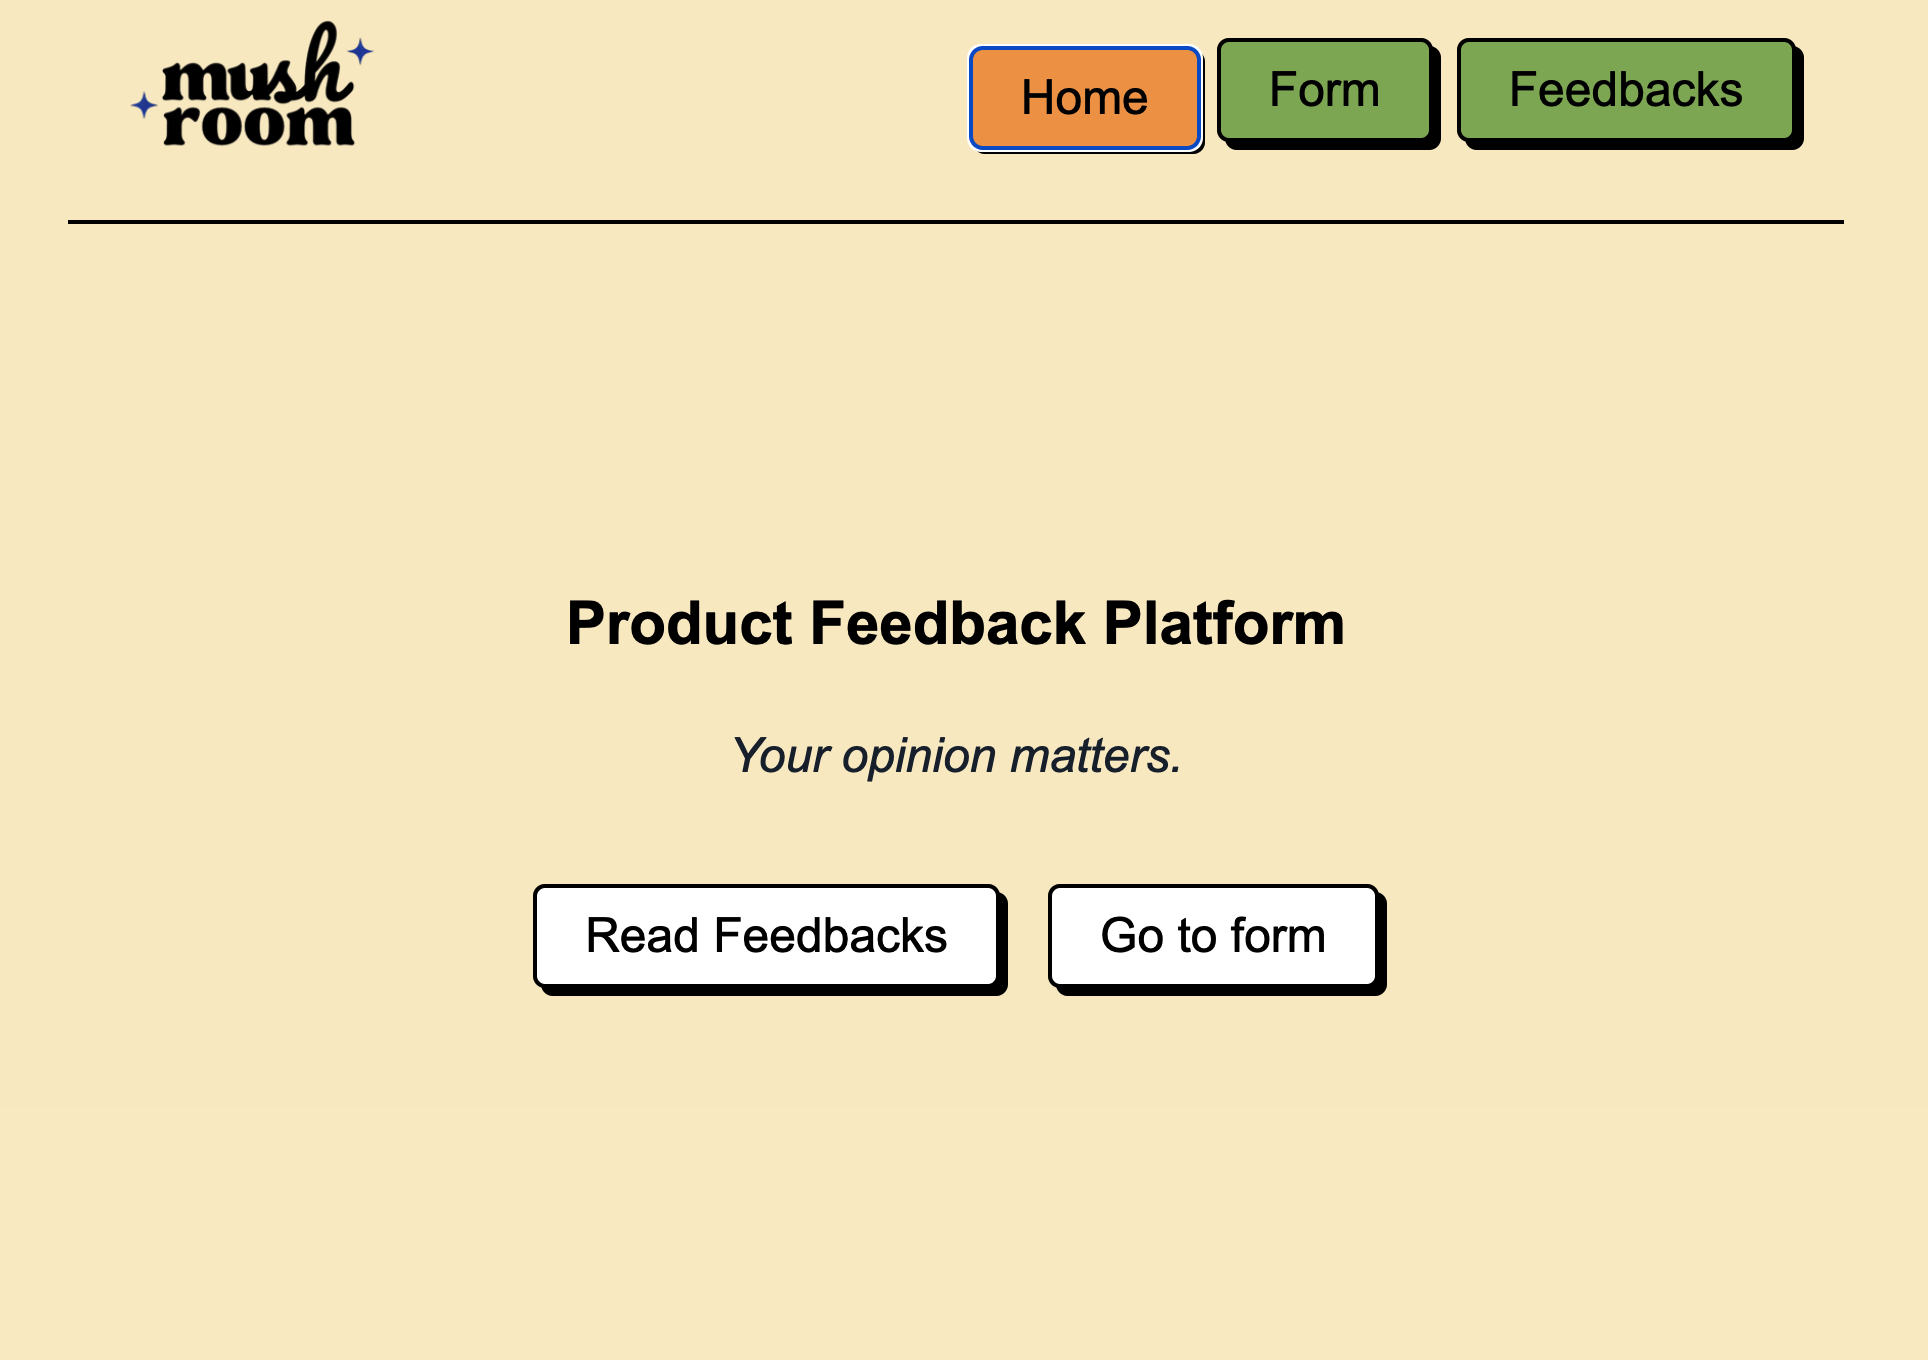 mush
room
Home
Form
Feedbacks
Product Feedback Platform
Your opinion matters.
Read Feedbacks
Go to form